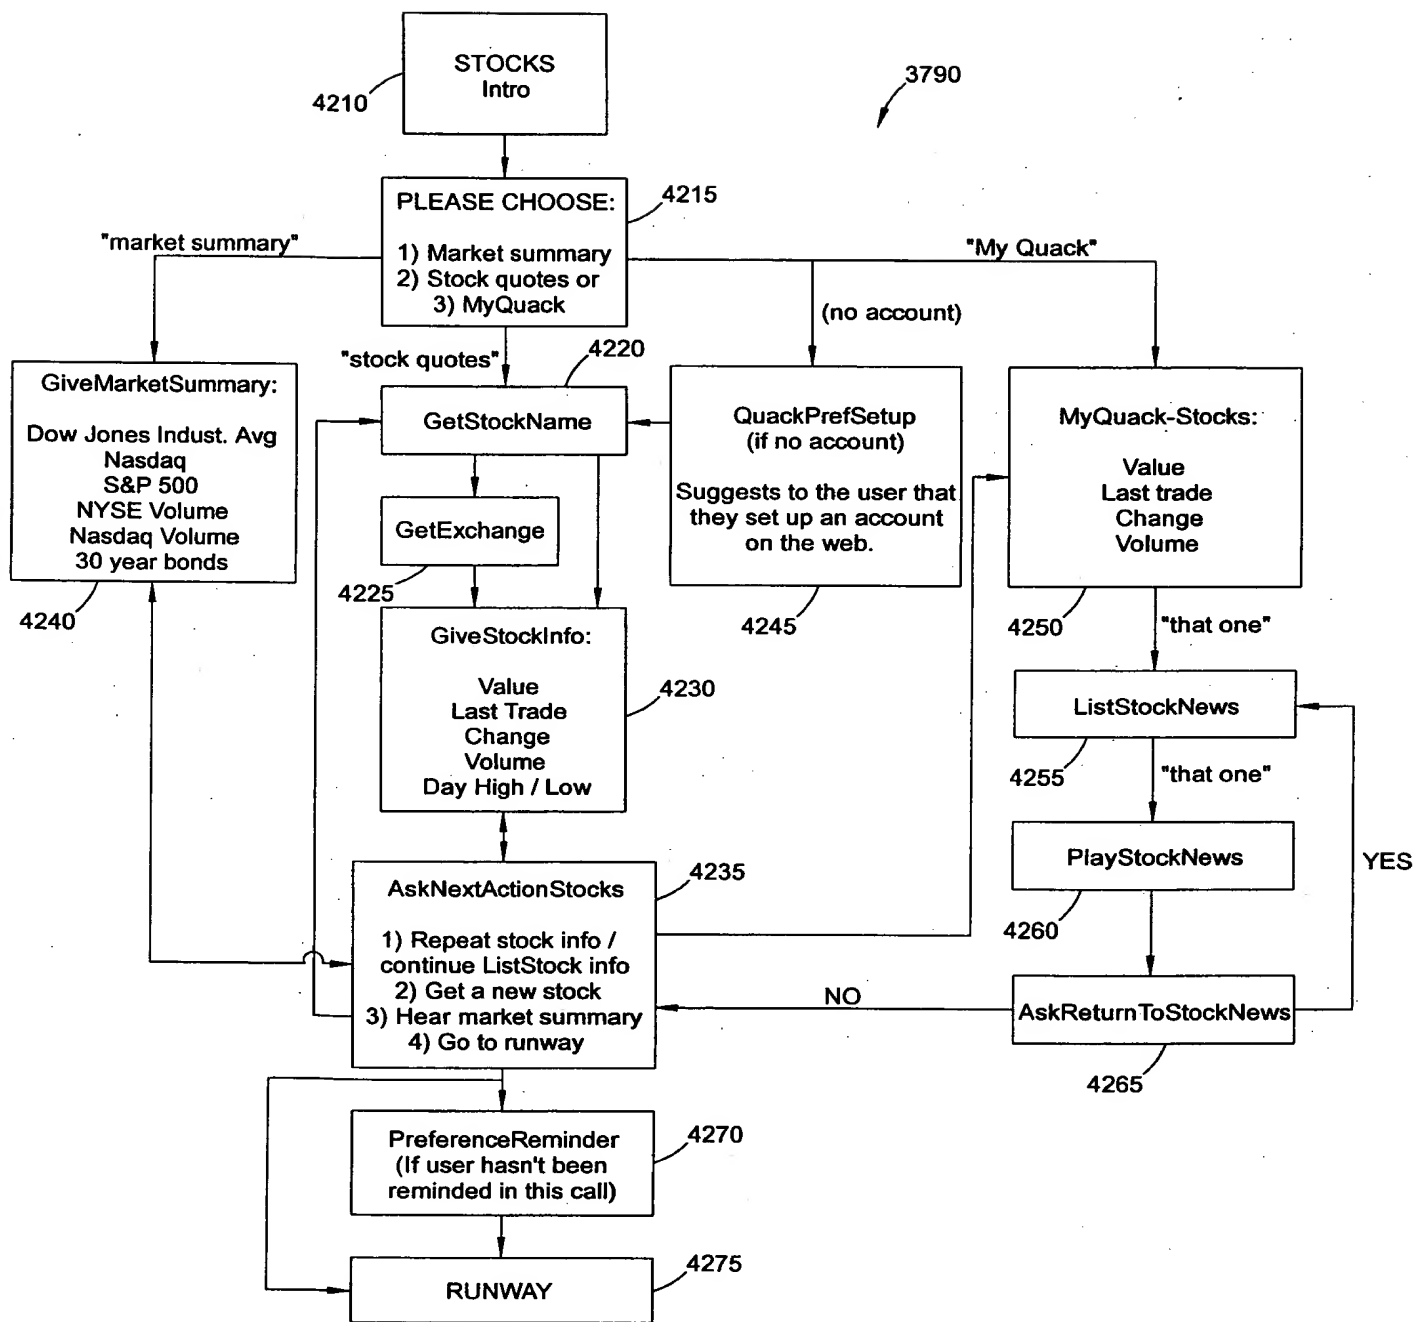 STOCKS
Intro
4210
3790
PLEASE CHOOSE:
1) Market summary
2) Stock quotes or
3) MyQuack
4215
"market summary"
"My Quack"
(no account)
"stock quotes"
4220
GiveMarketSummary:
Dow Jones Indust. Avg
Nasdaq
S&P 500
NYSE Volume
Nasdaq Volume
30 year bonds
4240
GetStockName
GetExchange
4225
QuackPrefSetup
(if no account)
Suggests to the user that
they set up an account
on the web.
4245
MyQuack-Stocks:
Value
Last trade
Change
Volume
4250
"that one"
GiveStockInfo:
Value
Last Trade
Change
Volume
Day High / Low
4230
ListStockNews
4255
"that one"
PlayStockNews
4260
YES
AskNextActionStocks
1) Repeat stock info /
continue ListStock info
2) Get a new stock
3) Hear market summary
4) Go to runway
4235
NO
AskReturnToStockNews
4265
PreferenceReminder
(If user hasn't been
reminded in this call)
4270
RUNWAY
4275